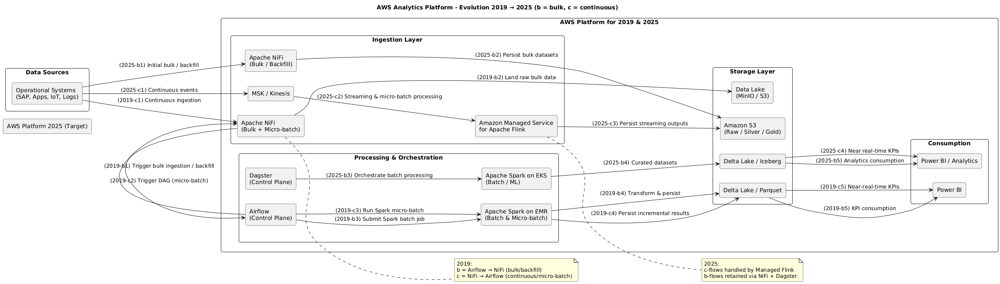 AWS Analytics Platform - Evolution 2019 → 2025 (b = bulk, c = continuous)
AWS Platform for 2019 & 2025
Data Sources
Operational Systems
(SAP, Apps, IoT, Logs)
AWS Platform 2025 (Target)
(2025-b1) Initial bulk / backfill
(2025-c1) Continuous events
(2019-c1) Continuous ingestion
(2019-b1) Trigger bulk ingestion / backfill
(2019-c2) Trigger DAG (micro-batch)
Ingestion Layer
Apache NiFi
(Bulk / Backfill)
(2025-b2) Persist bulk datasets
(2019-b2) Land raw bulk data
MSK / Kinesis
(2025-c2) Streaming & micro-batch processing
Apache NiFi
(Bulk + Micro-batch)
Amazon Managed Service
for Apache Flink
(2025-c3) Persist streaming outputs
Processing & Orchestration
Dagster
(Control Plane)
(2025-b3) Orchestrate batch processing
Apache Spark on EKS
(Batch / ML)
(2025-b4) Curated datasets
Airflow
(Control Plane)
(2019-c3) Run Spark micro-batch
(2019-b3) Submit Spark batch job
Apache Spark on EMR
(Batch & Micro-batch)
(2019-b4) Transform & persist
(2019-c4) Persist incremental results
Storage Layer
Data Lake
(MinIO / S3)
Amazon S3
(Raw / Silver / Gold)
Delta Lake / Iceberg
Delta Lake / Parquet
(2025-c4) Near real-time KPIs
(2025-b5) Analytics consumption
(2019-c5) Near-real-time KPIs
(2019-b5) KPI consumption
Consumption
Power BI / Analytics
Power BI
2019:
b = Airflow → NiFi (bulk/backfill)
c = NiFi → Airflow (continuous/micro-batch)
2025:
c-flows handled by Managed Flink
b-flows retained via NiFi + Dagster